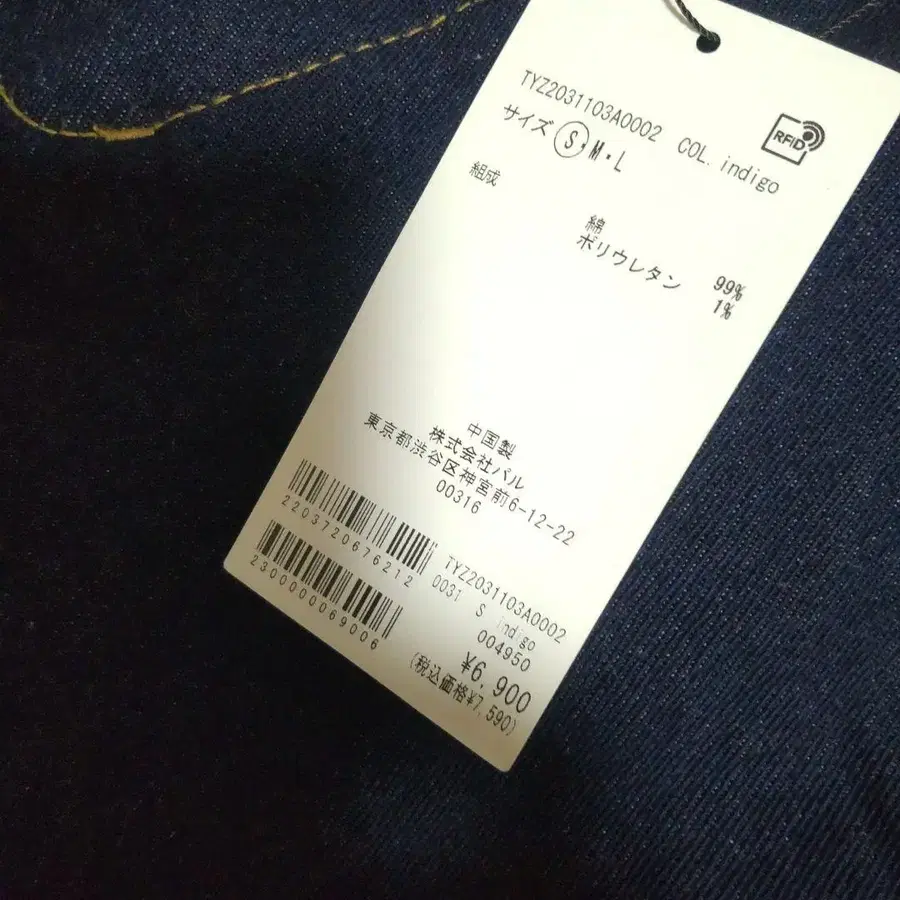 TYZ2031103A0002 COL. indigo
RFID
サイズ S・M・L
組成
綿 99%
ポリウレタン 1%
中国製
株式会社パル
東京都渋谷区神宮前6-12-22
00316
2203720676212
TYZ2031103A0002
0031 S indigo
004950
2300000069006
¥6,900
(税込価格¥7,590)